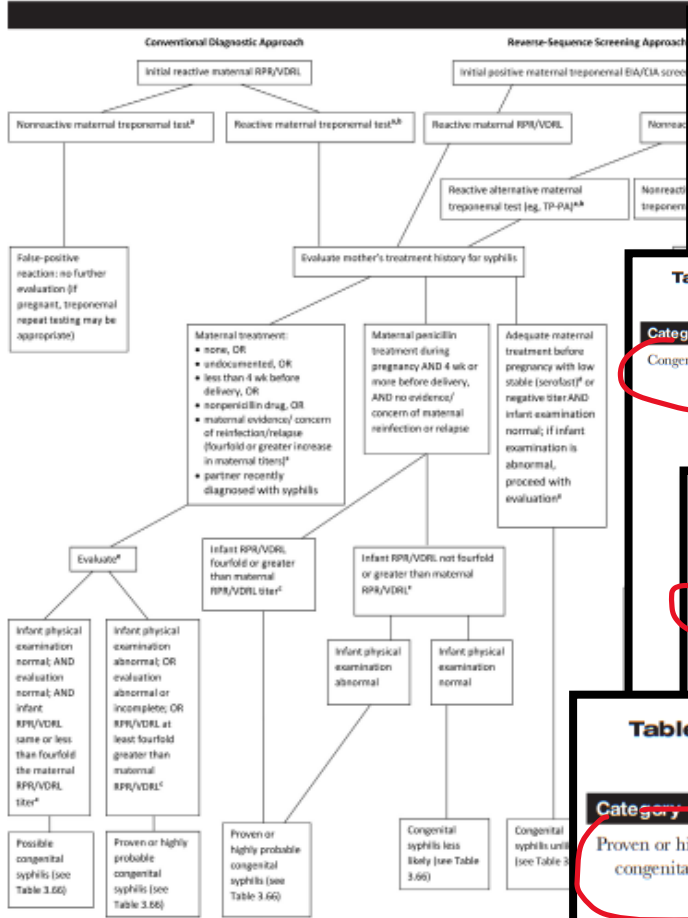 Conventional Diagnostic Approach
Reverse-Sequence Screening Approach
Initial reactive maternal RPR/VDRL
Initial positive maternal treponemal EIA/CIA scree
Nonreactive maternal treponemal testᵃ
Reactive maternal treponemal testᵃ,ᵇ
Reactive maternal RPR/VDRL
Nonreac
Reactive alternative maternal
treponemal test (eg, TP-PA)ᵃ,ᵇ
Nonreacti
treponem
False-positive
reaction: no further
evaluation (if
pregnant, treponemal
repeat testing may be
appropriate)
Evaluate mother's treatment history for syphilis
Maternal treatment:
• none, OR
• undocumented, OR
• less than 4 wk before
delivery, OR
• nonpenicillin drug, OR
• maternal evidence/ concern
of reinfection/relapse
(fourfold or greater increase
in maternal titers)
• partner recently
diagnosed with syphilis
Maternal penicillin
treatment during
pregnancy AND 4 wk or
more before delivery,
AND no evidence/
concern of maternal
reinfection or relapse
Adequate maternal
treatment before
pregnancy with low
stable (serofast) or
negative titer AND
infant examination
normal; if infant
examination is
abnormal,
proceed with
evaluation
Evaluate
Infant RPR/VDRL
fourfold or greater
than maternal
RPR/VDRL titerᶜ
Infant RPR/VDRL not fourfold
or greater than maternal
RPR/VDRL
Infant physical
examination
normal; AND
evaluation
normal; AND
infant
RPR/VDRL
same or less
than fourfold
the maternal
RPR/VDRL
titer
Infant physical
examination
abnormal; OR
evaluation
abnormal or
incomplete; OR
RPR/VDRL at
least fourfold
greater than
maternal
RPR/VDRLᶜ
Infant physical
examination
abnormal
Infant physical
examination
normal
Possible
congenital
syphilis (see
Table 3.66)
Proven or highly
probable
congenital
syphilis (see
Table 3.66)
Proven or
highly probable
congenital
syphilis (see
Table 3.66)
Congenital
syphilis less
likely (see Table
3.66)
Congenital
syphilis unli
(see Table 3
Ta
Categ
Congen
Table
Category
Proven or hi
congenita